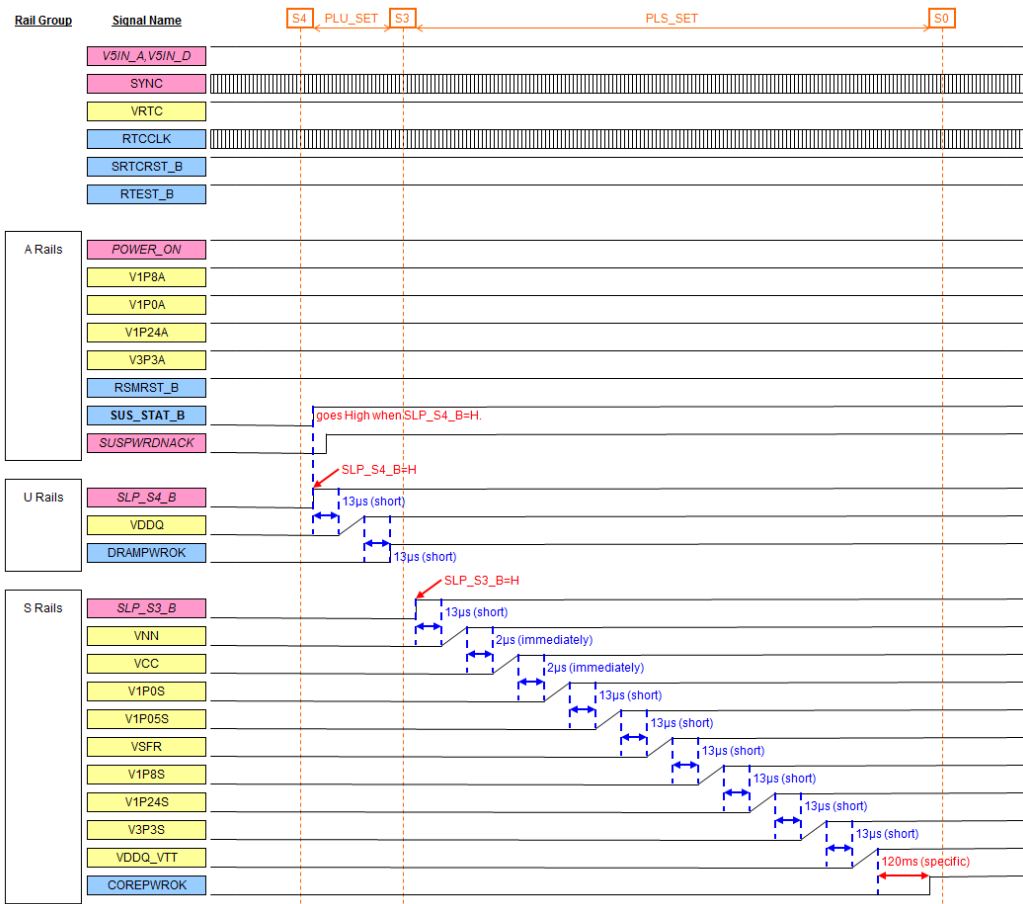 Rail Group Signal Name S4 PLU_SET S3 PLS_SET S0
V5IN_A,V5IN_D
SYNC
VRTC
RTCCLK
SRTCRST_B
RTEST_B
A Rails POWER_ON
V1P8A
V1P0A
V1P24A
V3P3A
RSMRST_B
SUS_STAT_B goes High when SLP_S4_B=H.
SUSPWRDNACK
SLP_S4_B=H
U Rails SLP_S4_B 13μs (short)
VDDQ
DRAMPWROK 13μs (short)
SLP_S3_B=H
S Rails SLP_S3_B 13μs (short)
VNN 2μs (immediately)
VCC 2μs (immediately)
V1P0S 13μs (short)
V1P05S 13μs (short)
VSFR 13μs (short)
V1P8S 13μs (short)
V1P24S 13μs (short)
V3P3S 13μs (short)
VDDQ_VTT 120ms (specific)
COREPWROK